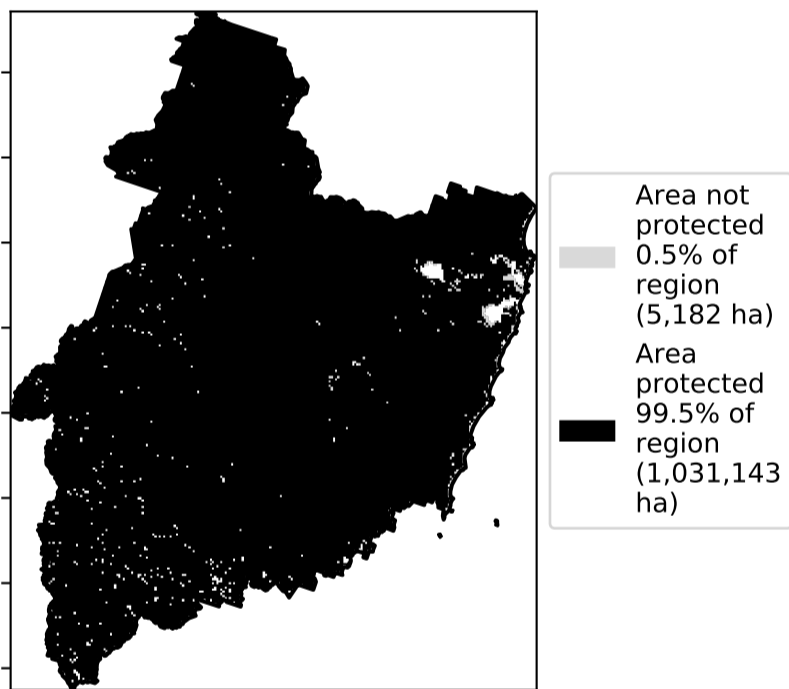 Area not
protected
0.5% of
region
(5,182 ha)
Area
protected
99.5% of
region
(1,031,143
ha)